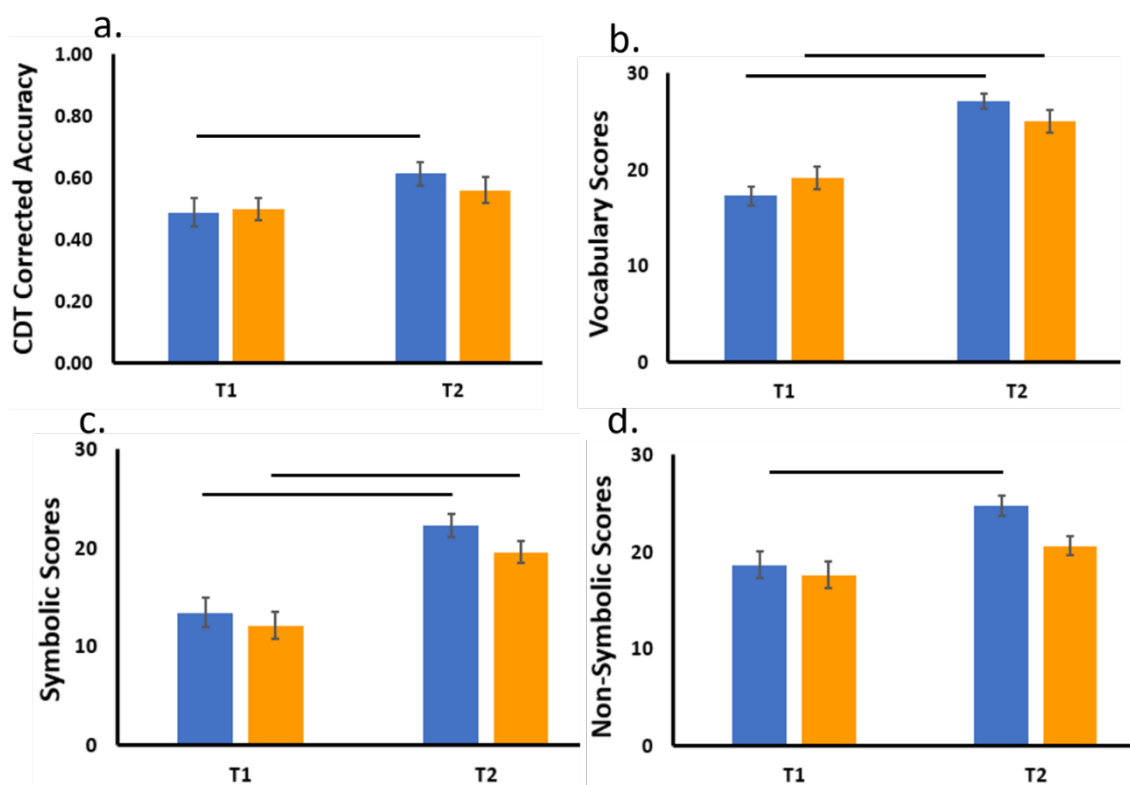 a.
CDT Corrected Accuracy
1.00
0.80
0.60
0.40
0.20
0.00
T1 T2
b.
Vocabulary Scores
30
20
10
0
T1 T2
c.
Symbolic Scores
30
20
10
0
T1 T2
d.
Non-Symbolic Scores
30
20
10
0
T1 T2